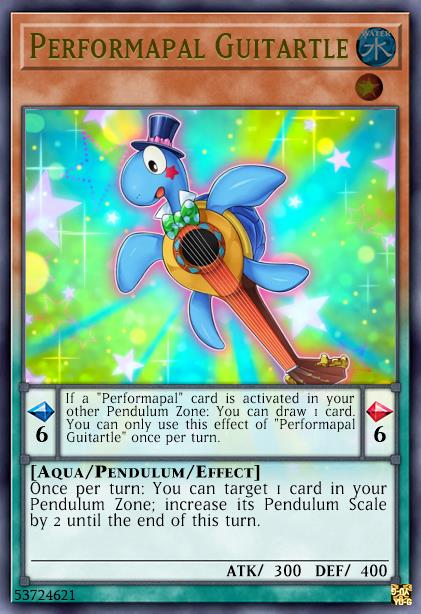 PERFORMAPAL GUITARTLE
WATER
水
If a "Performapal" card is activated in
your other Pendulum Zone: You can draw 1 card.
You can only use this effect of "Performapal
Guitartle" once per turn.
6
6
[AQUA/PENDULUM/EFFECT]
Once per turn: You can target 1 card in your
Pendulum Zone; increase its Pendulum Scale
by 2 until the end of this turn.
ATK/ 300 DEF/ 400
53724621